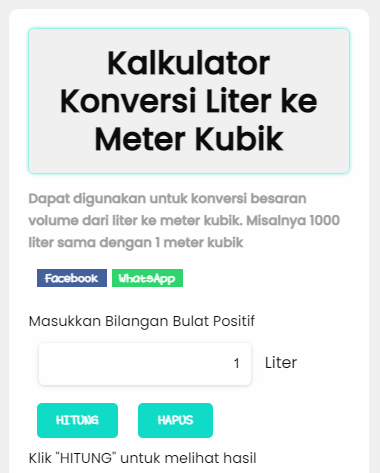 Kalkulator
Konversi Liter ke
Meter Kubik
Dapat digunakan untuk konversi besaran
volume dari liter ke meter kubik. Misalnya 1000
liter sama dengan 1 meter kubik
Facebook WhatsApp
Masukkan Bilangan Bulat Positif
1 Liter
HITUNG HAPUS
Klik "HITUNG" untuk melihat hasil